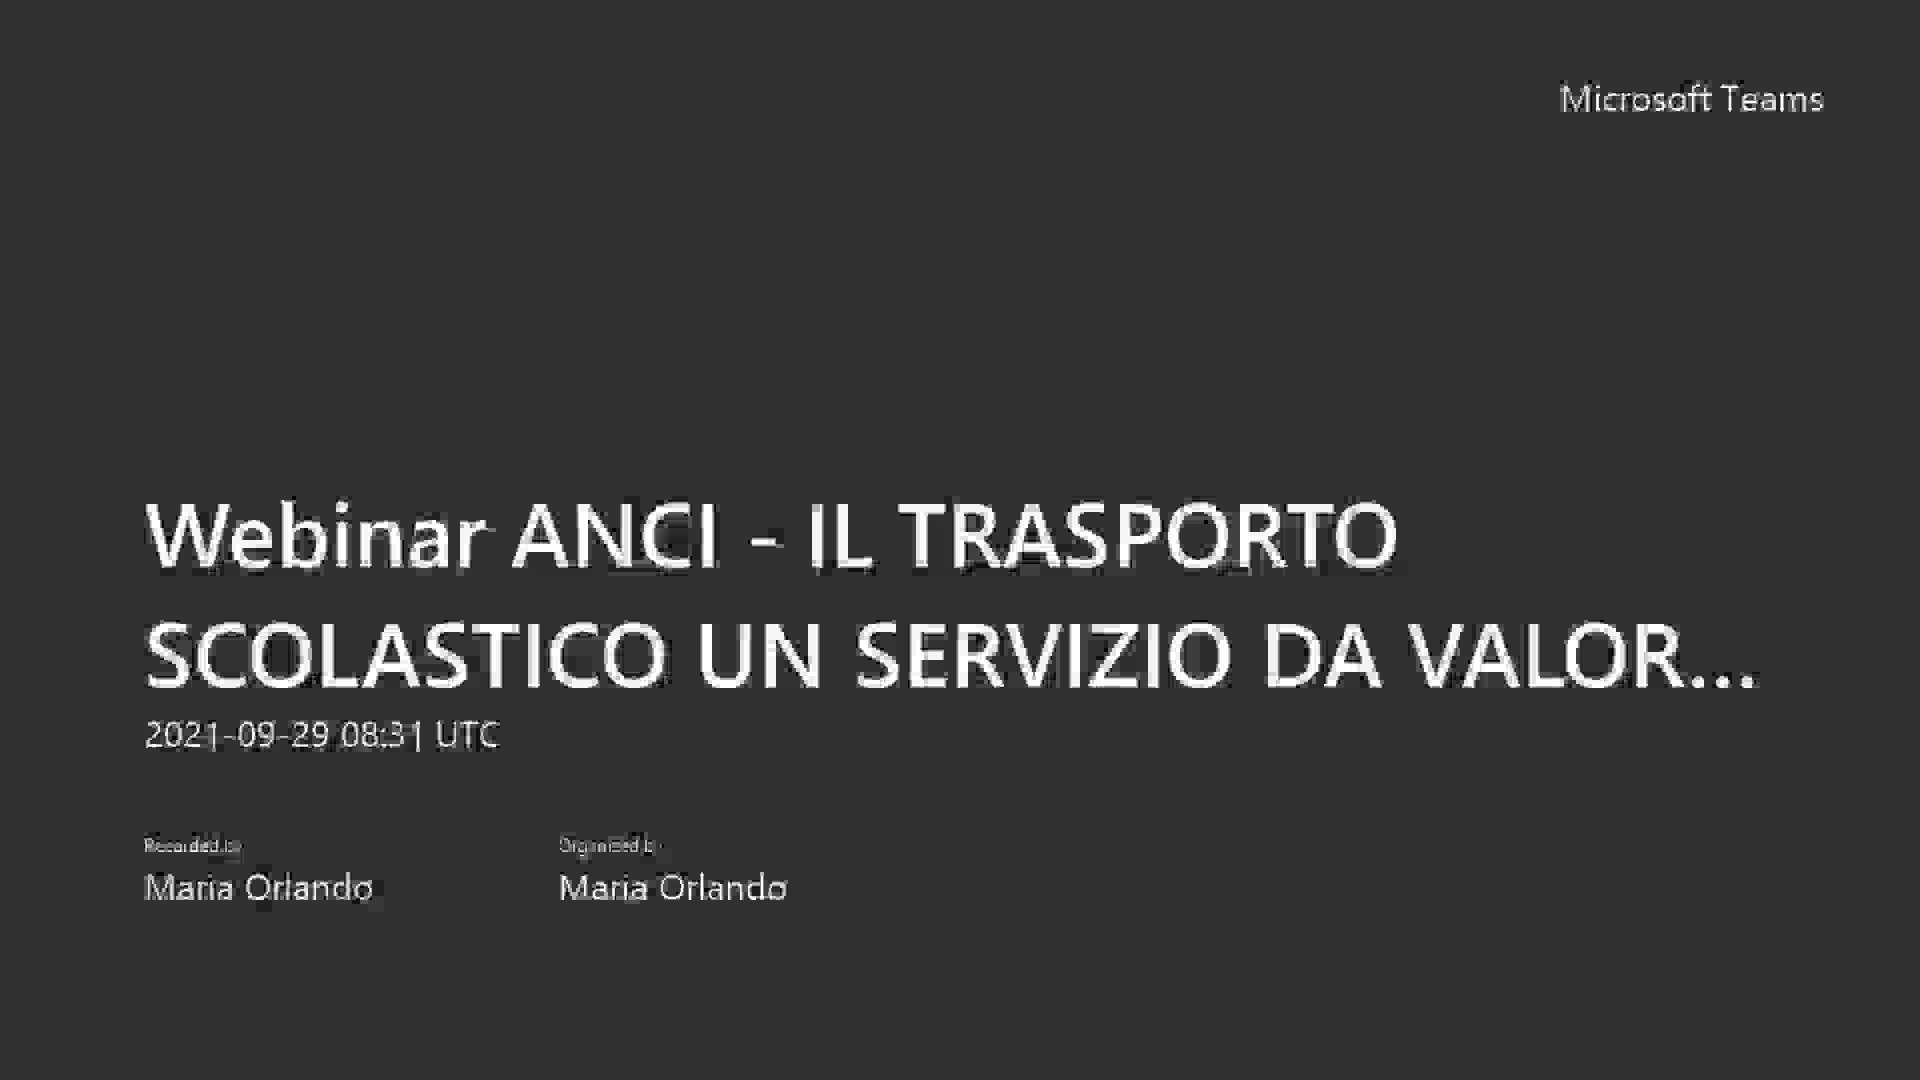 Microsoft Teams
Webinar ANCI - IL TRASPORTO
SCOLASTICO UN SERVIZIO DA VALOR...
2021-09-29 08:31 UTC
Recorded by
Organized by
Maria Orlando
Maria Orlando